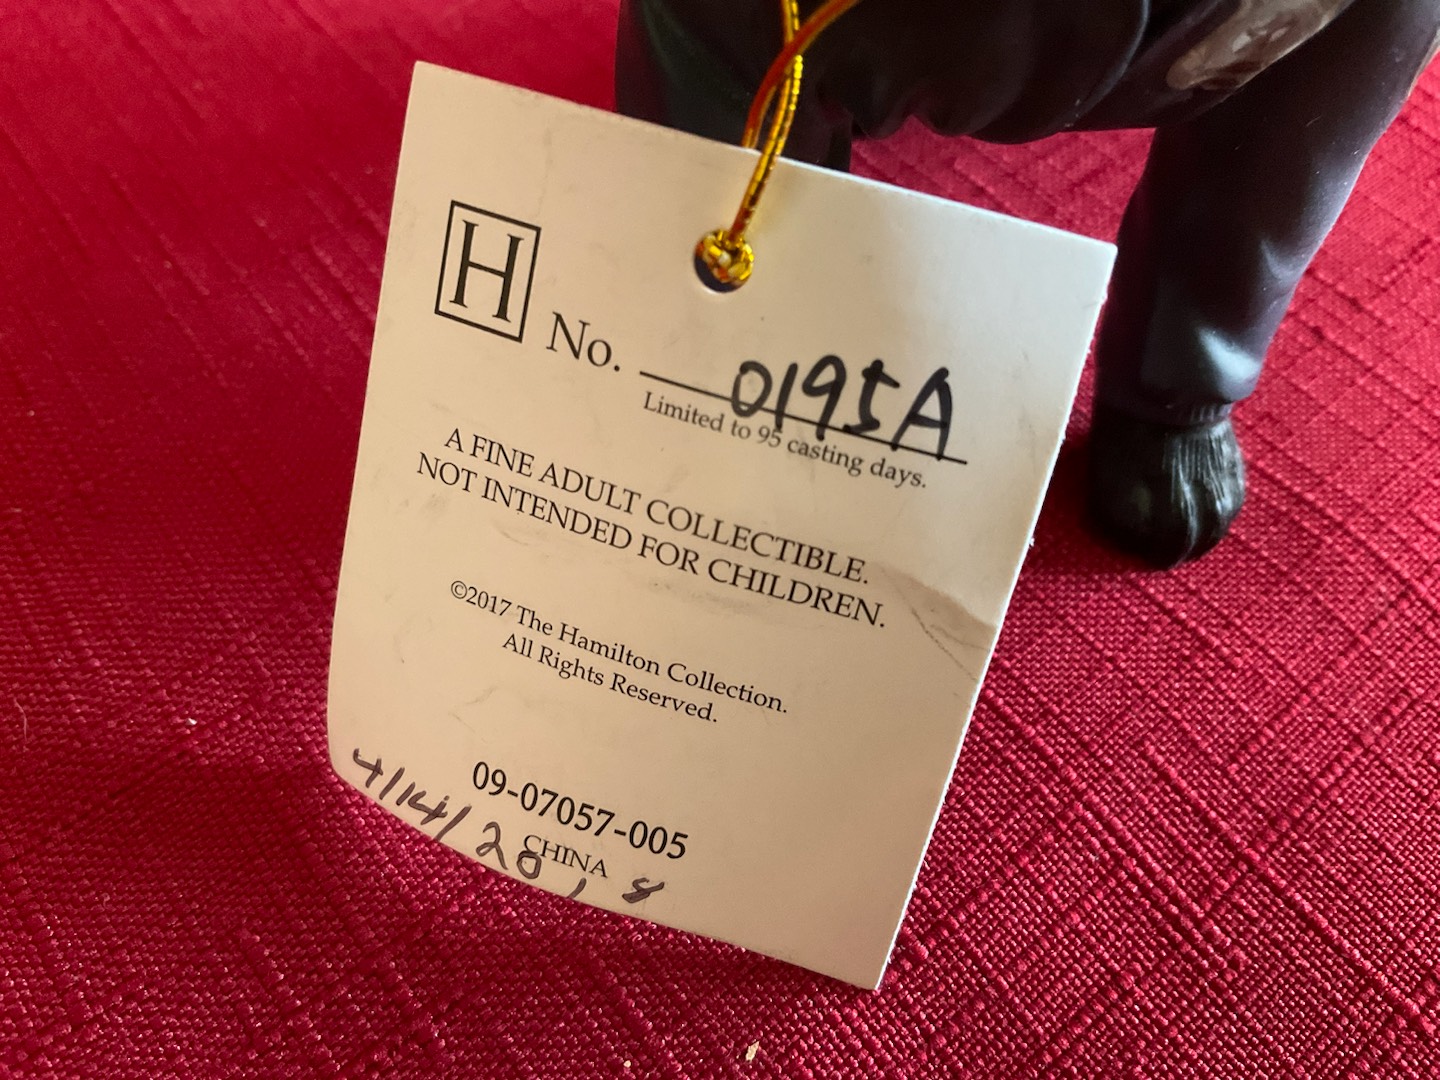 H
No. 0195A
Limited to 95 casting days.
A FINE ADULT COLLECTIBLE.
NOT INTENDED FOR CHILDREN.
©2017 The Hamilton Collection.
All Rights Reserved.
09-07057-005
CHINA
4/14/2018